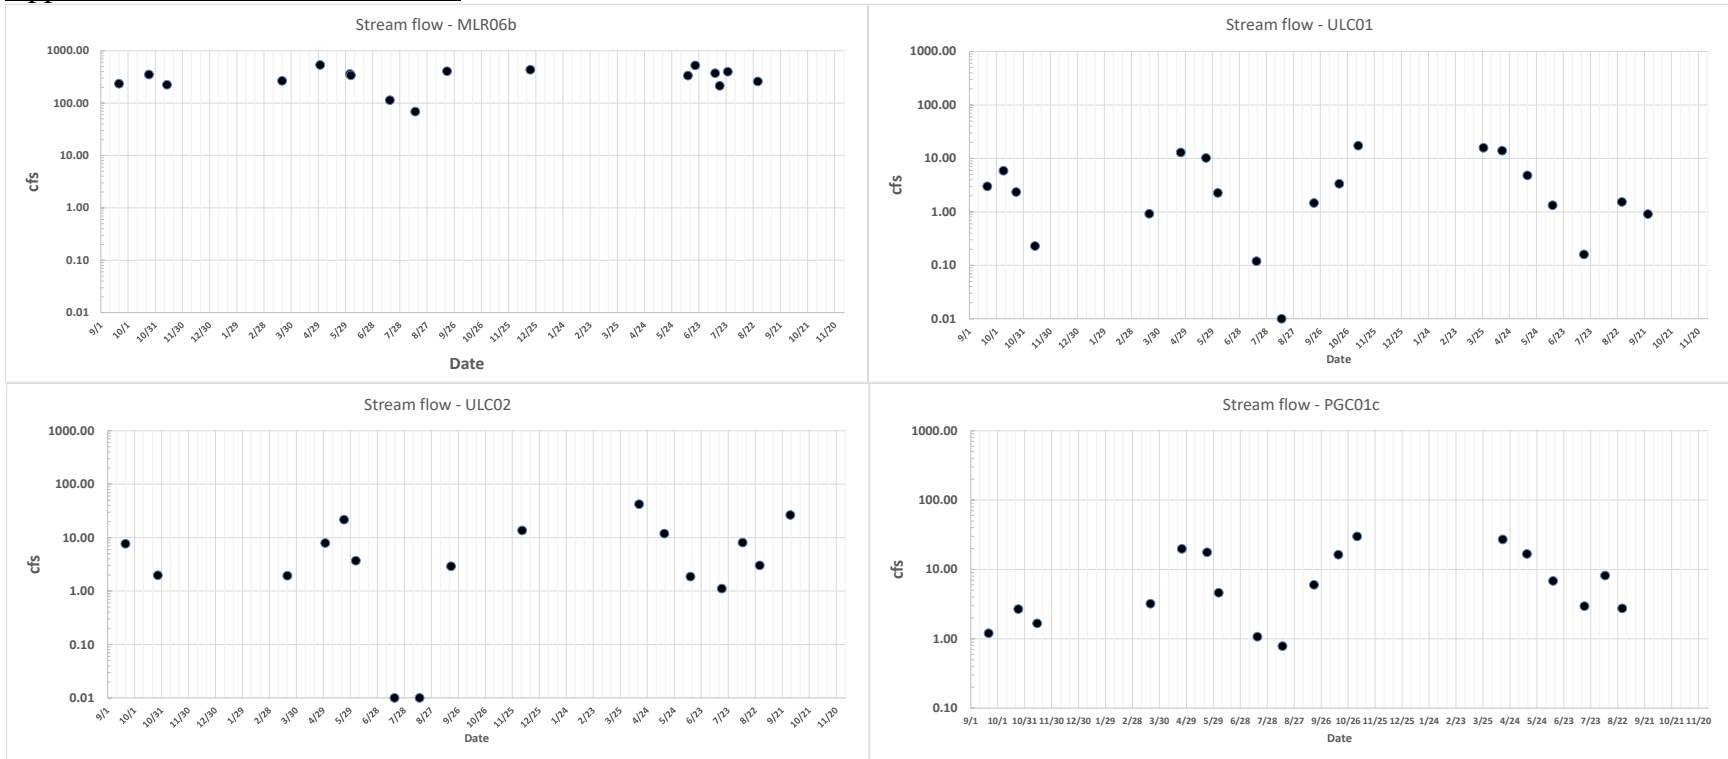 Stream flow - MLR06b
1000.00
100.00
10.00
1.00
0.10
0.01
cfs
9/1 10/1 10/31 11/30 12/30 1/29 2/28 3/30 4/29 5/29 6/28 7/28 8/27 9/26 10/26 11/25 12/25 1/24 2/23 3/25 4/24 5/24 6/23 7/23 8/22 9/21 10/21 11/20
Date
Stream flow - ULC01
1000.00
100.00
10.00
1.00
0.10
0.01
cfs
9/1 10/1 10/31 11/30 12/30 1/29 2/28 3/30 4/29 5/29 6/28 7/28 8/27 9/26 10/26 11/25 12/25 1/24 2/23 3/25 4/24 5/24 6/23 7/23 8/22 9/21 10/21 11/20
Date
Stream flow - ULC02
1000.00
100.00
10.00
1.00
0.10
0.01
cfs
9/1 10/1 10/31 11/30 12/30 1/29 2/28 3/30 4/29 5/29 6/28 7/28 8/27 9/26 10/26 11/25 12/25 1/24 2/23 3/25 4/24 5/24 6/23 7/23 8/22 9/21 10/21 11/20
Date
Stream flow - PGC01c
1000.00
100.00
10.00
1.00
0.10
cfs
9/1 10/1 10/31 11/30 12/30 1/29 2/28 3/30 4/29 5/29 6/28 7/28 8/27 9/26 10/26 11/25 12/25 1/24 2/23 3/25 4/24 5/24 6/23 7/23 8/22 9/21 10/21 11/20
Date